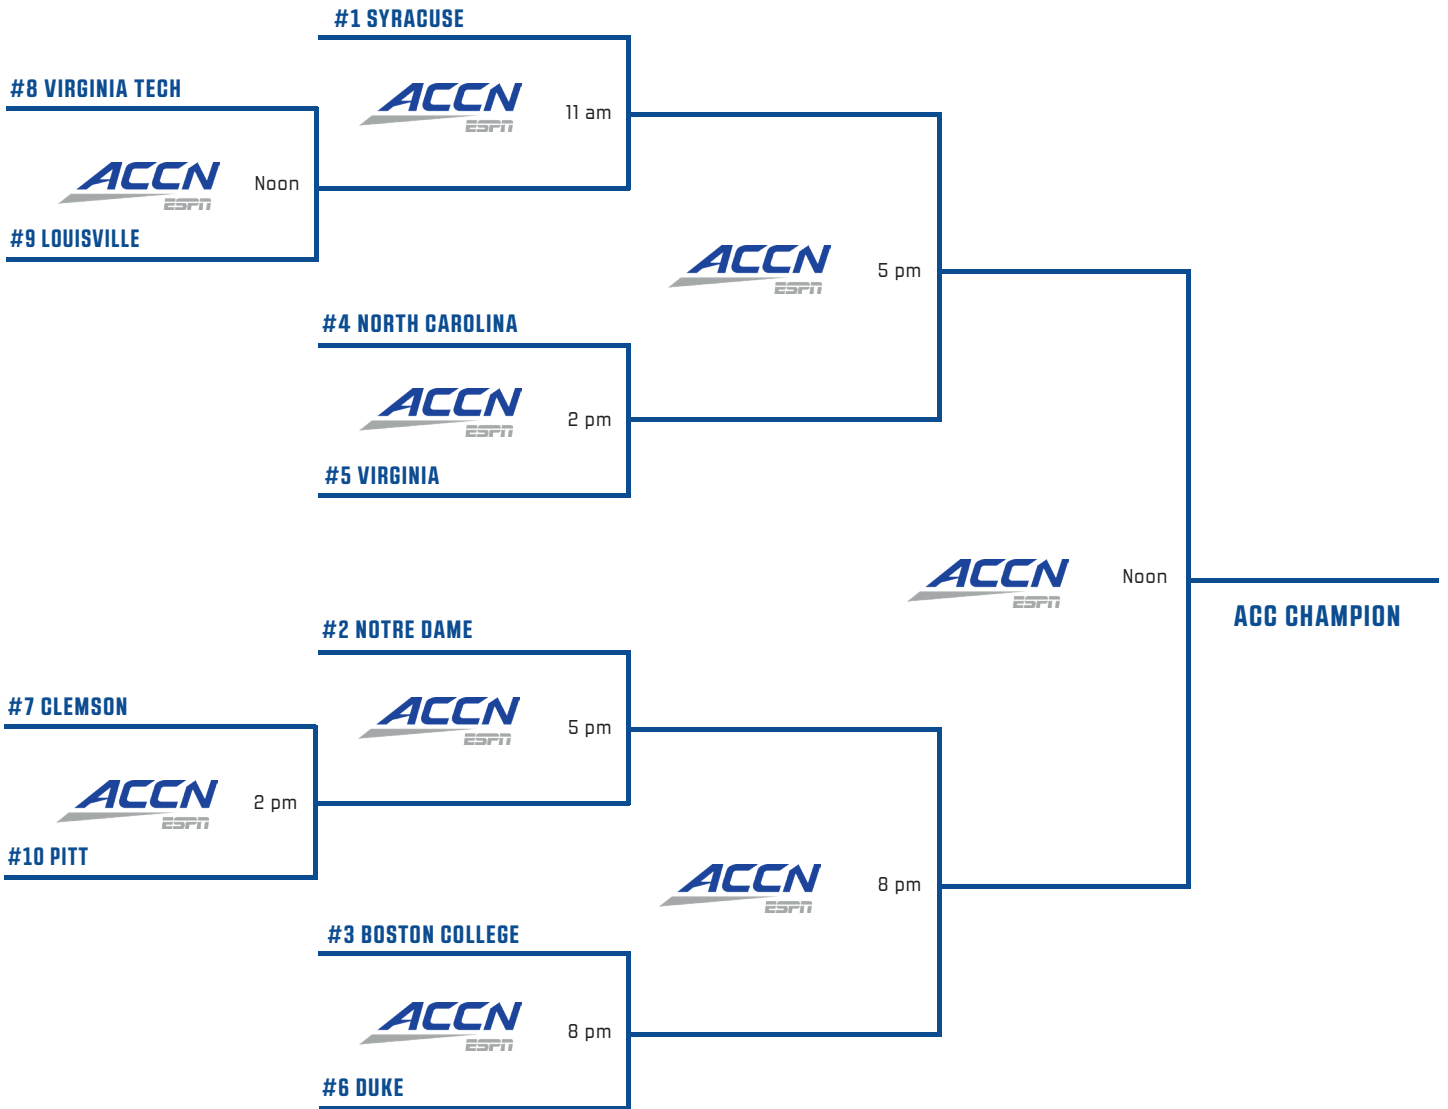 #1 SYRACUSE
#8 VIRGINIA TECH
ACCN
ESPN
11 am
ACCN
ESPN
Noon
#9 LOUISVILLE
ACCN
ESPN
5 pm
#4 NORTH CAROLINA
ACCN
ESPN
2 pm
#5 VIRGINIA
ACCN
ESPN
Noon
ACC CHAMPION
#2 NOTRE DAME
#7 CLEMSON
ACCN
ESPN
5 pm
ACCN
ESPN
2 pm
#10 PITT
ACCN
ESPN
8 pm
#3 BOSTON COLLEGE
ACCN
ESPN
8 pm
#6 DUKE